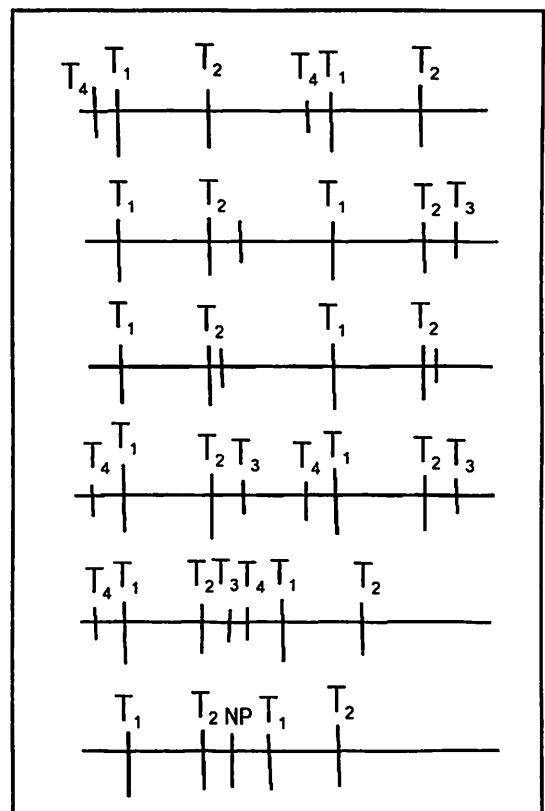 T₄ T₁ T₂ T₄ T₁ T₂
T₁ T₂ T₁ T₂ T₃
T₁ T₂ T₁ T₂
T₄ T₁ T₂ T₃ T₄ T₁ T₂ T₃
T₄ T₁ T₂ T₃ T₄ T₁ T₂
T₁ T₂ NP T₁ T₂